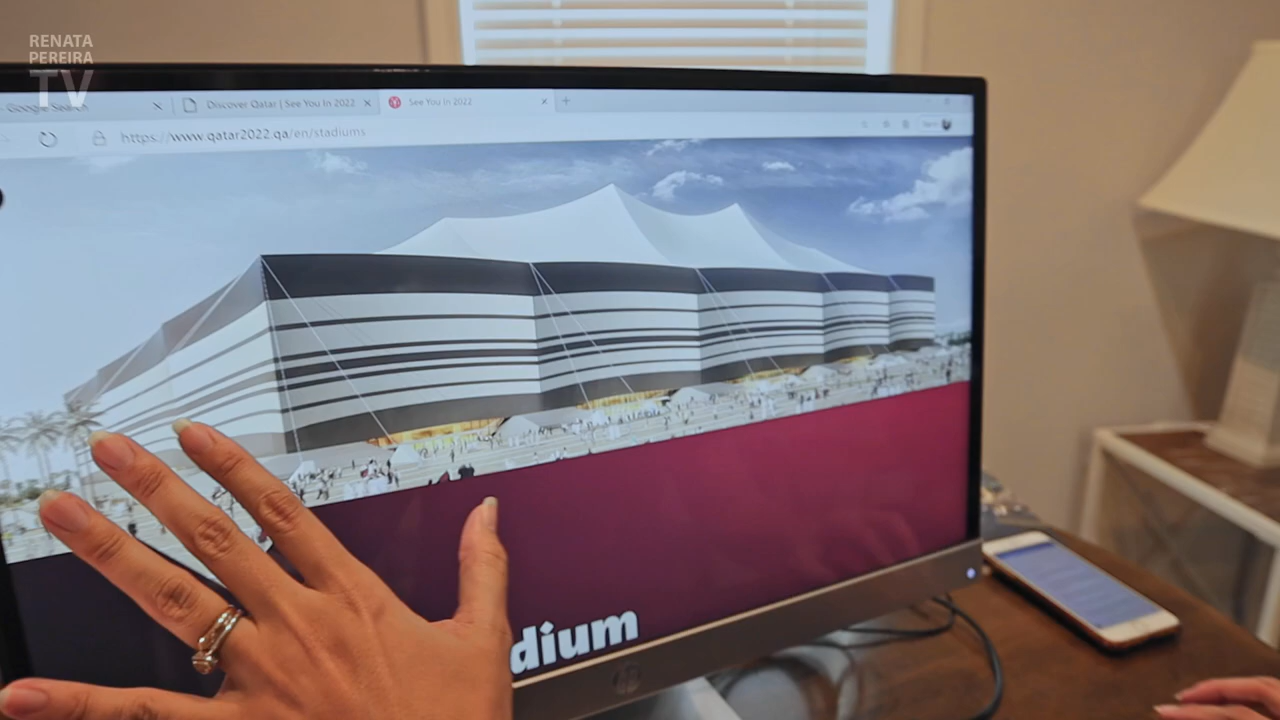 RENATA
PEREIRA
TV
- Google Search
Discover Qatar | See You in 2022
See You in 2022
https://www.qatar2022.qa/en/stadiums
dium
hp